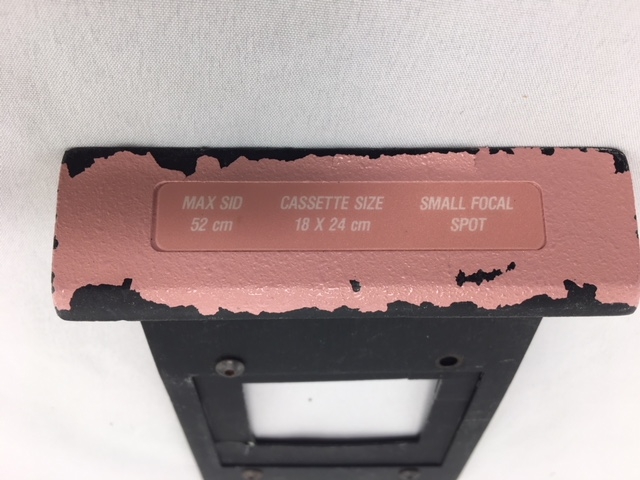 MAX SID CASSETTE SIZE SMALL FOCAL
52 cm 18 X 24 cm SPOT